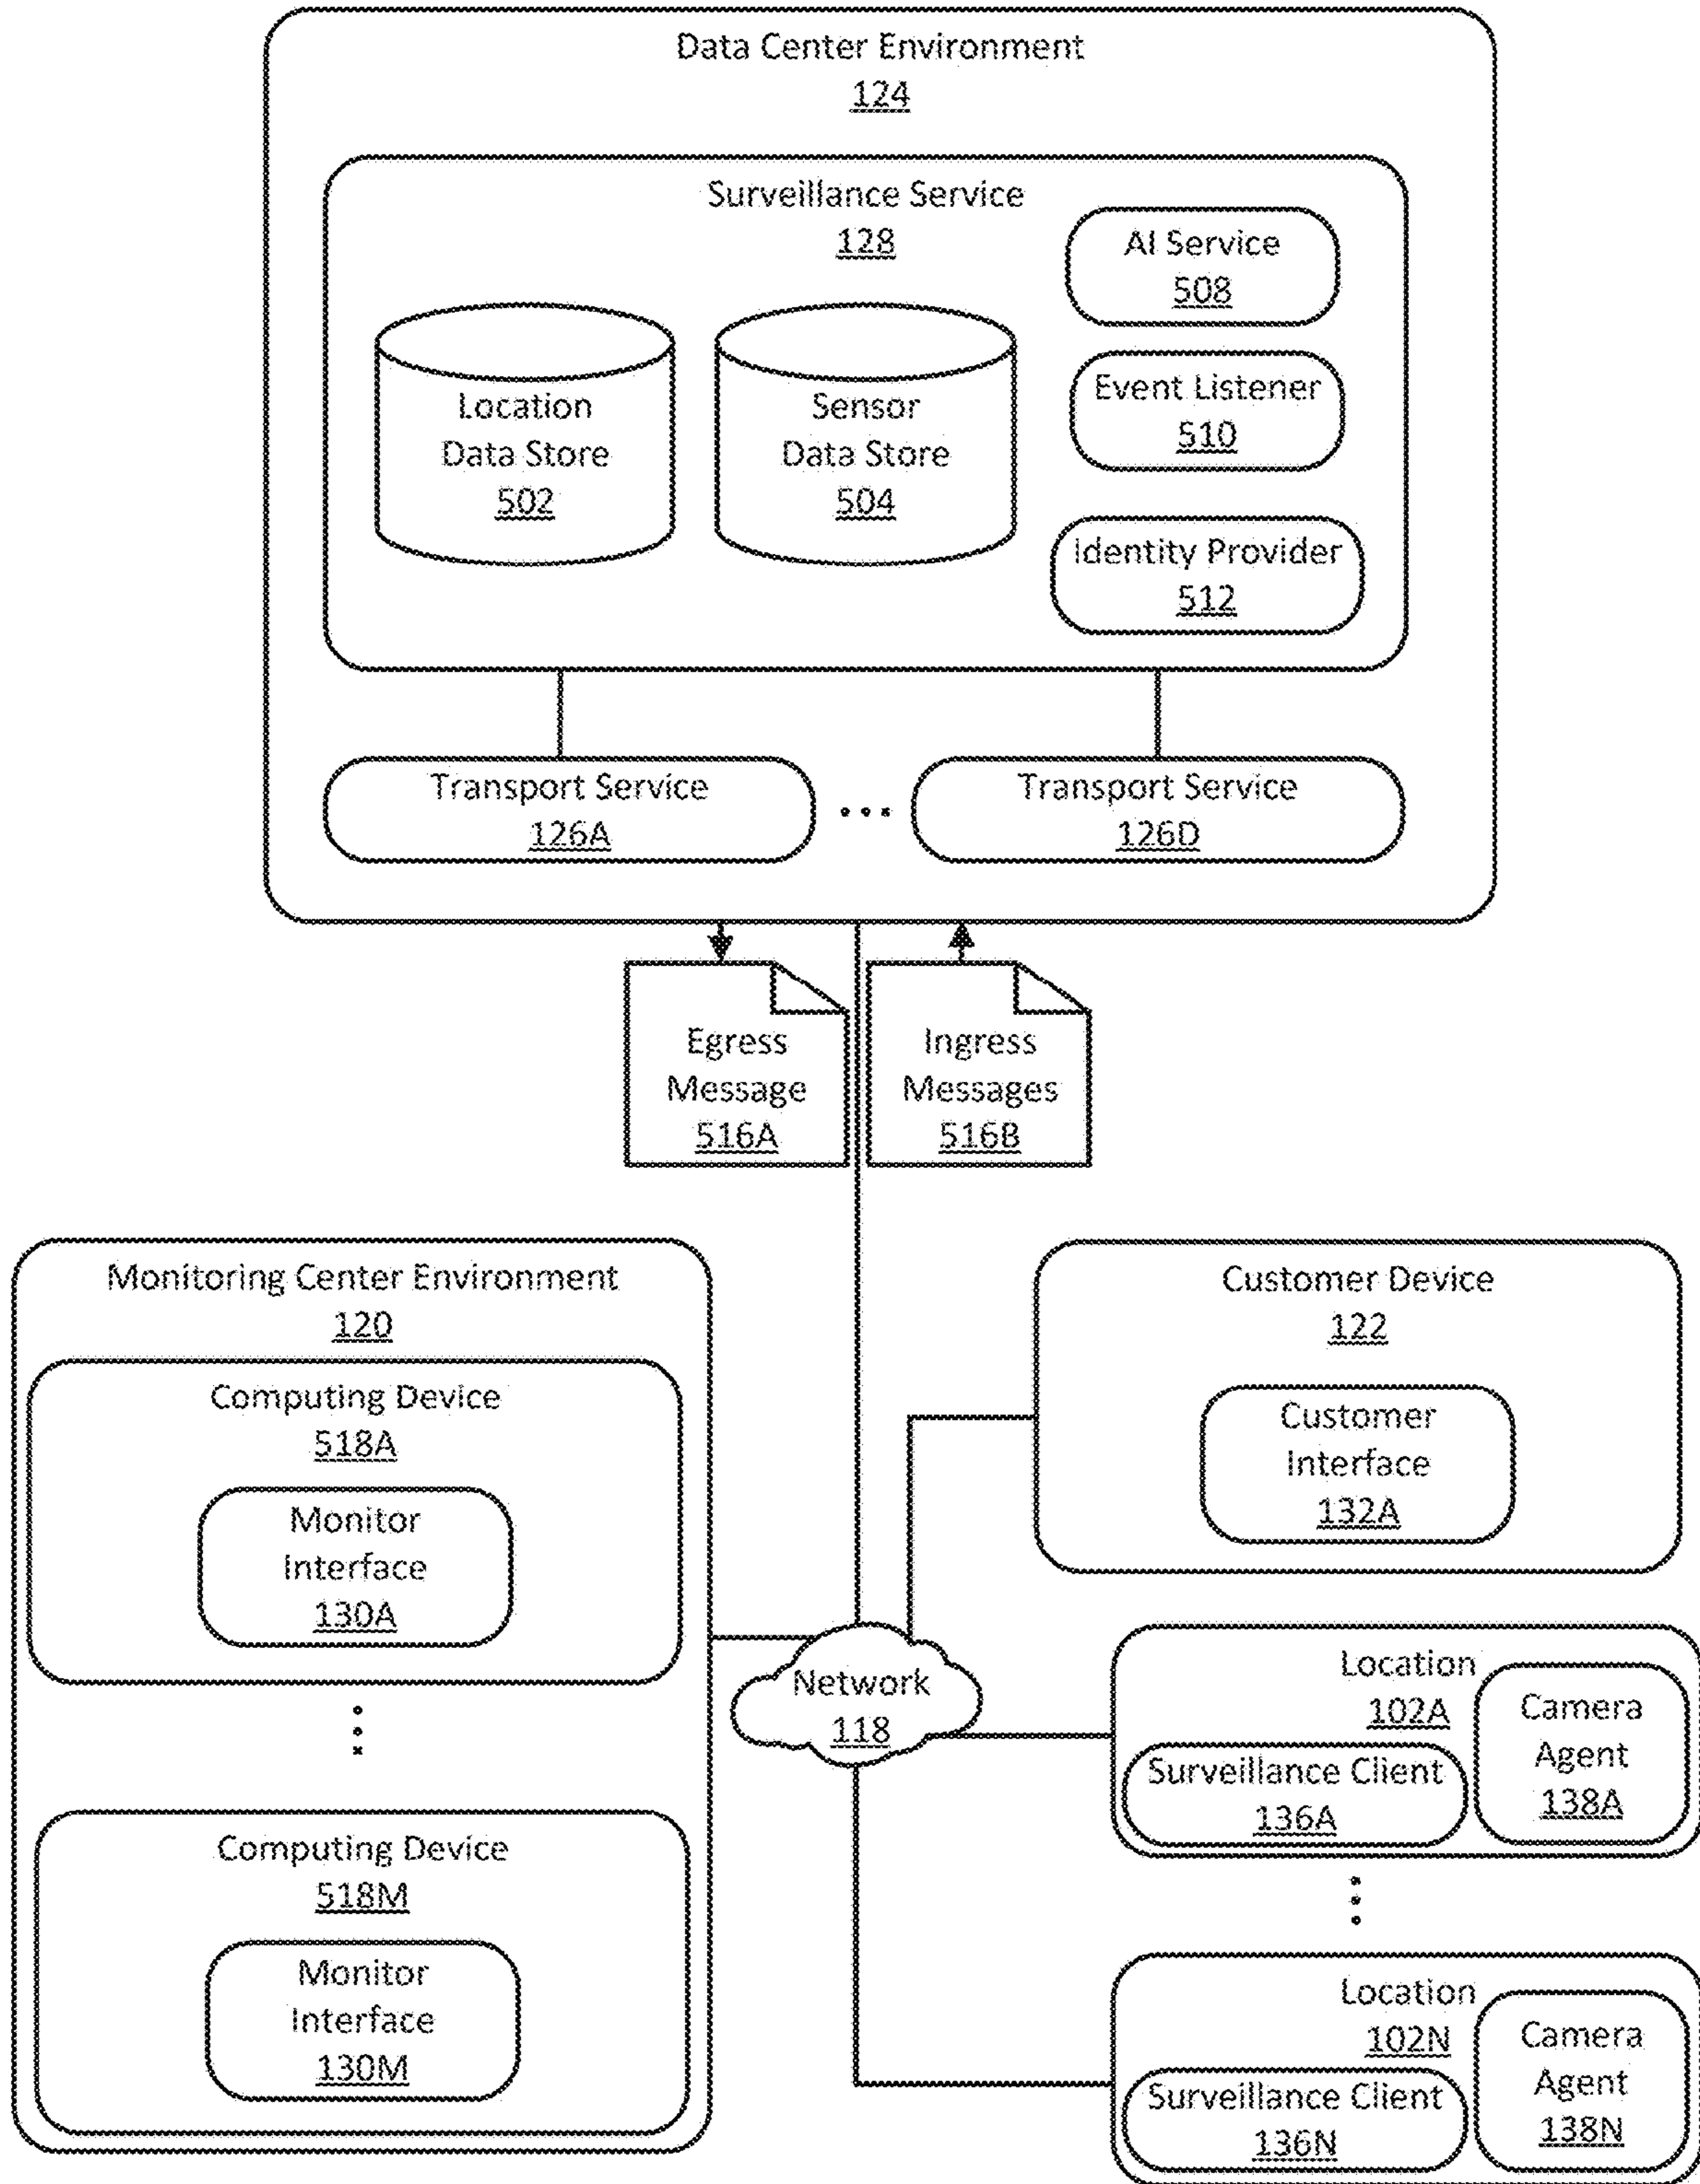 Data Center Environment
124
Surveillance Service
128
AI Service
508
Event Listener
510
Identity Provider
512
Location
Data Store
502
Sensor
Data Store
504
Transport Service
126A
...
Transport Service
126D
Egress
Message
516A
Ingress
Messages
516B
Monitoring Center Environment
120
Computing Device
518A
Monitor
Interface
130A
Computing Device
518M
Monitor
Interface
130M
Customer Device
122
Customer
Interface
132A
Network
118
Location
102A
Surveillance Client
136A
Camera
Agent
138A
Location
102N
Surveillance Client
136N
Camera
Agent
138N